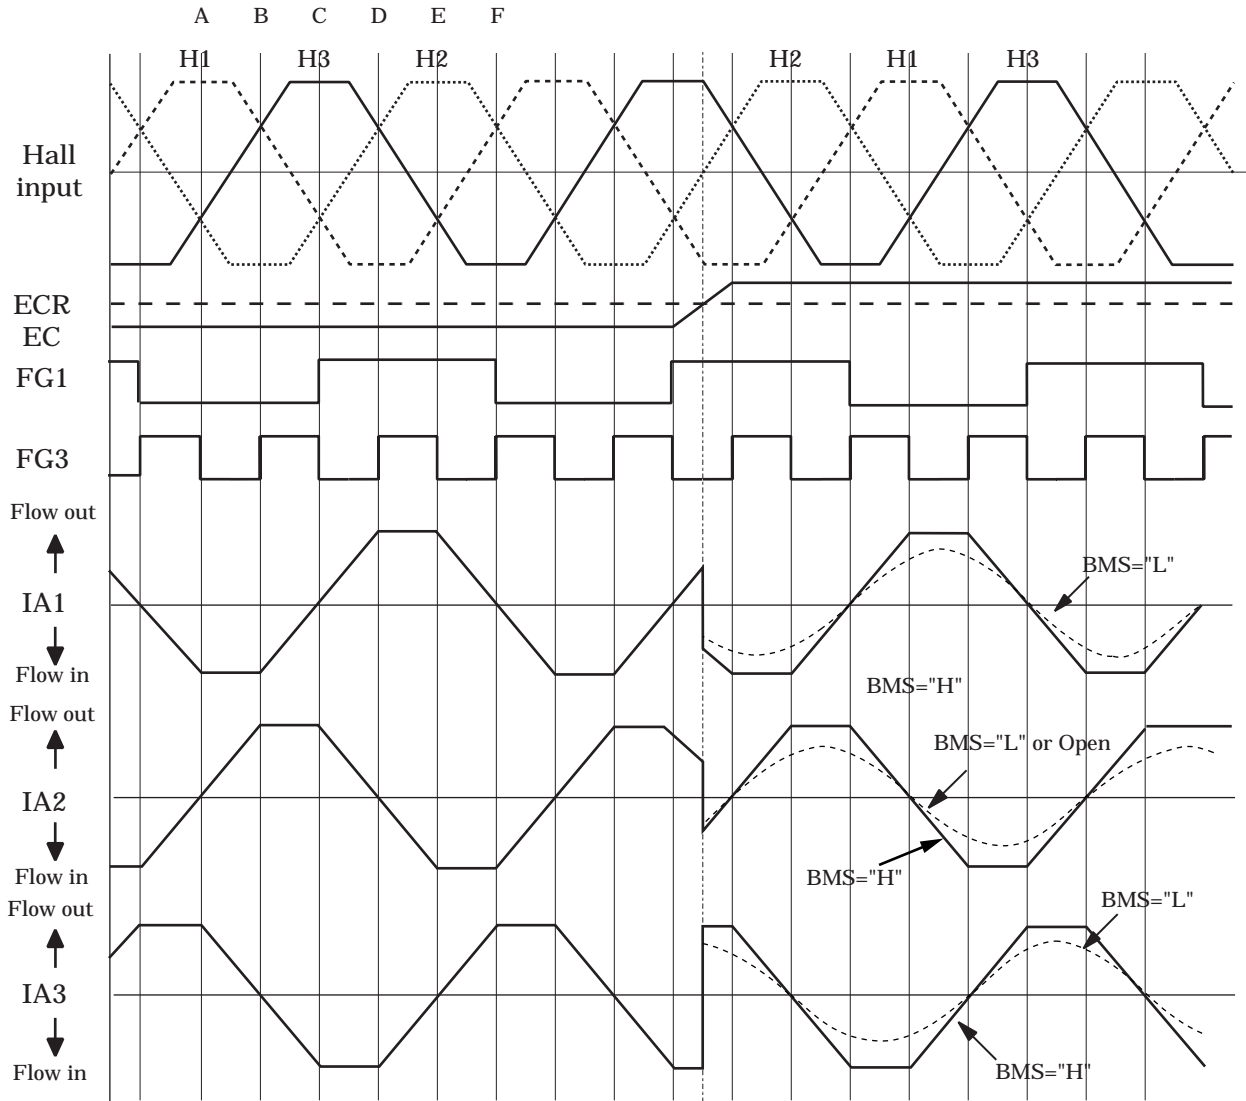 A B C D E F
H1 H3 H2 H2 H1 H3
Hall
input
ECR
EC
FG1
FG3
Flow out
BMS="L"
IA1
Flow in
BMS="H"
Flow out
BMS="L" or Open
IA2
Flow in
BMS="H"
Flow out
BMS="L"
IA3
Flow in
BMS="H"